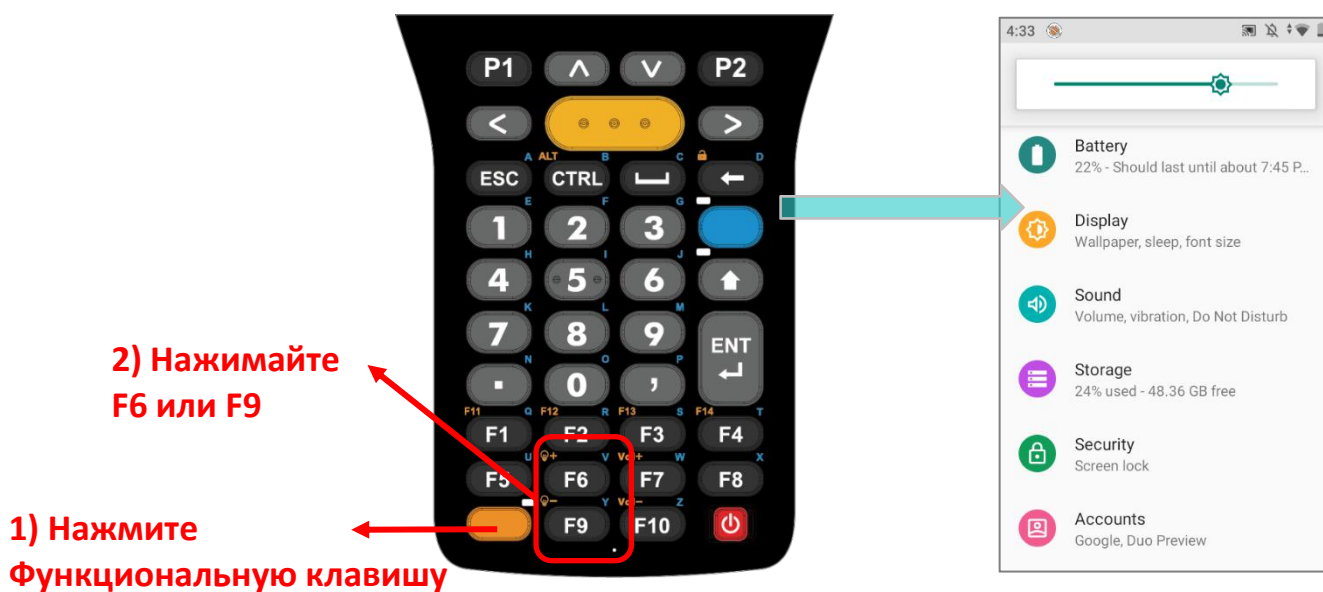 P1
P2
<
>
A
ALT
B
C
D
ESC
CTRL
E
F
G
1
2
3
H
I
J
4
5
6
K
L
M
7
8
9
ENT
N
O
P
.
0
,
F11
Q
F12
R
F13
S
F14
T
F1
F2
F3
F4
U
+
V
Vol+
W
X
F5
F6
F7
F8
-
Y
Vol-
Z
F9
F10
2) Нажимайте
F6 или F9
1) Нажмите
Функциональную клавишу
4:33
Battery
22% - Should last until about 7:45 P...
Display
Wallpaper, sleep, font size
Sound
Volume, vibration, Do Not Disturb
Storage
24% used - 48.36 GB free
Security
Screen lock
Accounts
Google, Duo Preview